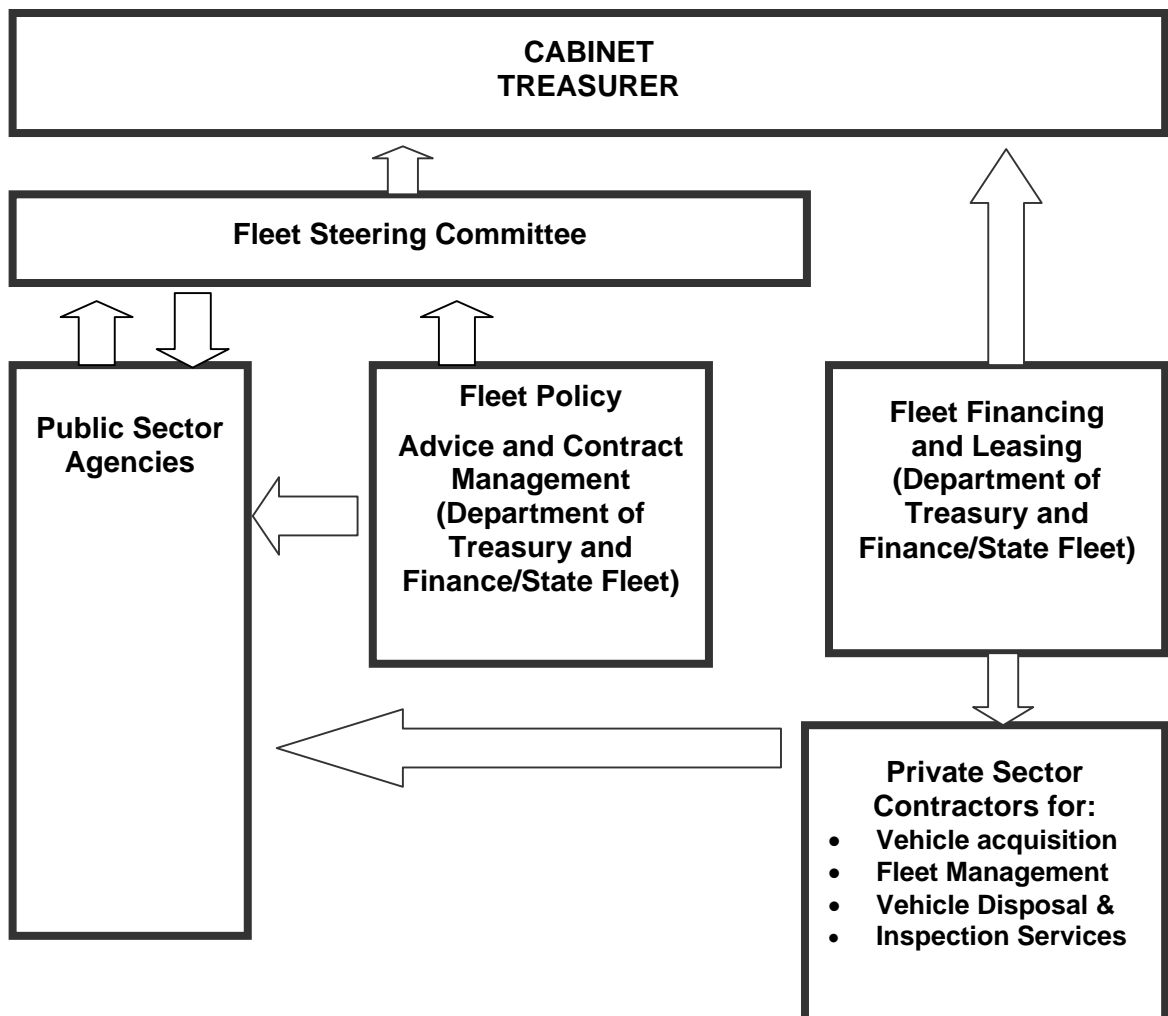 CABINET
TREASURER
Fleet Steering Committee
Public Sector
Agencies
Fleet Policy
Advice and Contract
Management
(Department of
Treasury and
Finance/State Fleet)
Fleet Financing
and Leasing
(Department of
Treasury and
Finance/State Fleet)
Private Sector
Contractors for:
• Vehicle acquisition
• Fleet Management
• Vehicle Disposal &
• Inspection Services